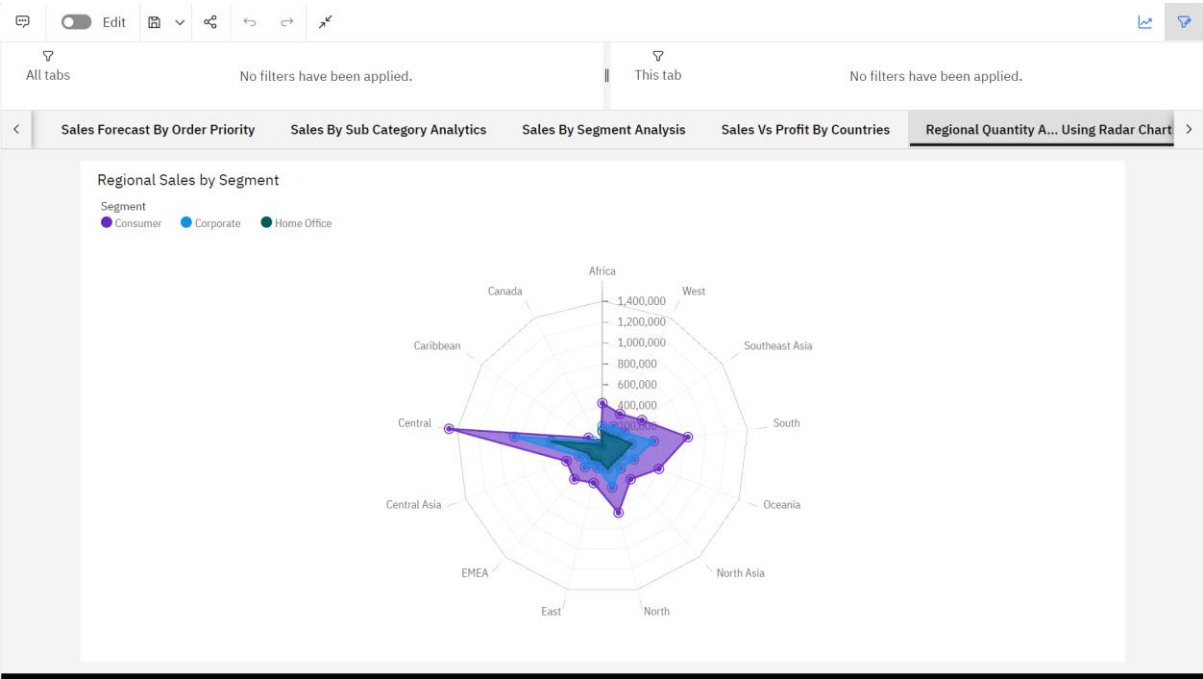 Edit
All tabs
No filters have been applied.
This tab
No filters have been applied.
Sales Forecast By Order Priority
Sales By Sub Category Analytics
Sales By Segment Analysis
Sales Vs Profit By Countries
Regional Quantity A... Using Radar Chart
Regional Sales by Segment
Segment
Consumer
Corporate
Home Office
Africa
Canada
West
1,400,000
1,200,000
Caribbean
1,000,000
Southeast Asia
800,000
600,000
400,000
Central
South
200,000
Central Asia
Oceania
EMEA
North Asia
East
North